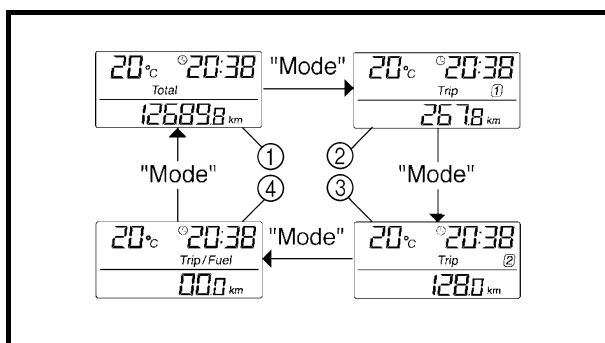 20°C 20:38
Total
12689.8 km
"Mode"
20°C 20:38
Trip 1
267.8 km
1
2
"Mode"
"Mode"
4
3
20°C 20:38
Trip/Fuel
00.0 km
"Mode"
20°C 20:38
Trip 2
128.0 km